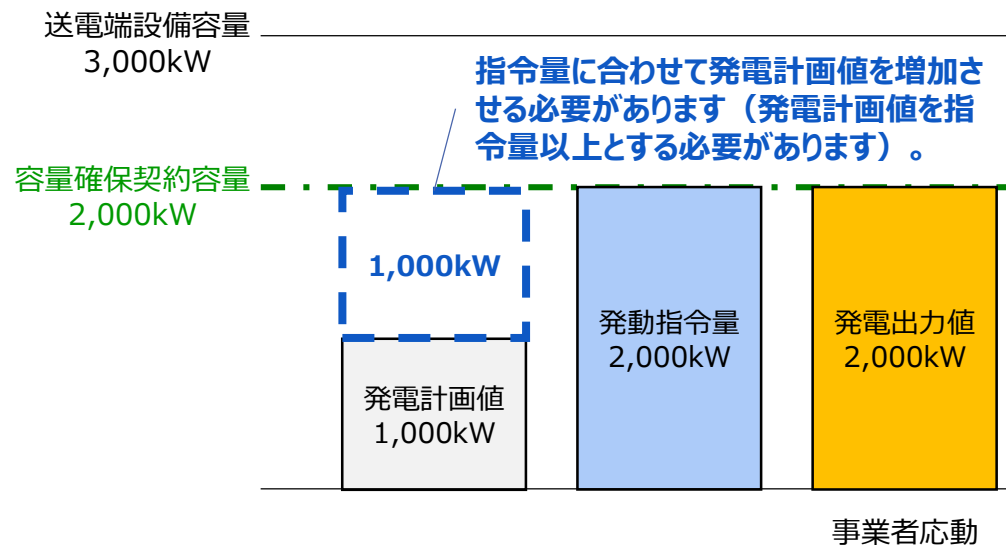 送電端設備容量
3,000kW
指令量に合わせて発電計画値を増加さ
せる必要があります（発電計画値を指
令量以上とする必要があります）。
容量確保契約容量
2,000kW
1,000kW
発動指令量
2,000kW
発電出力値
2,000kW
発電計画値
1,000kW
事業者応動